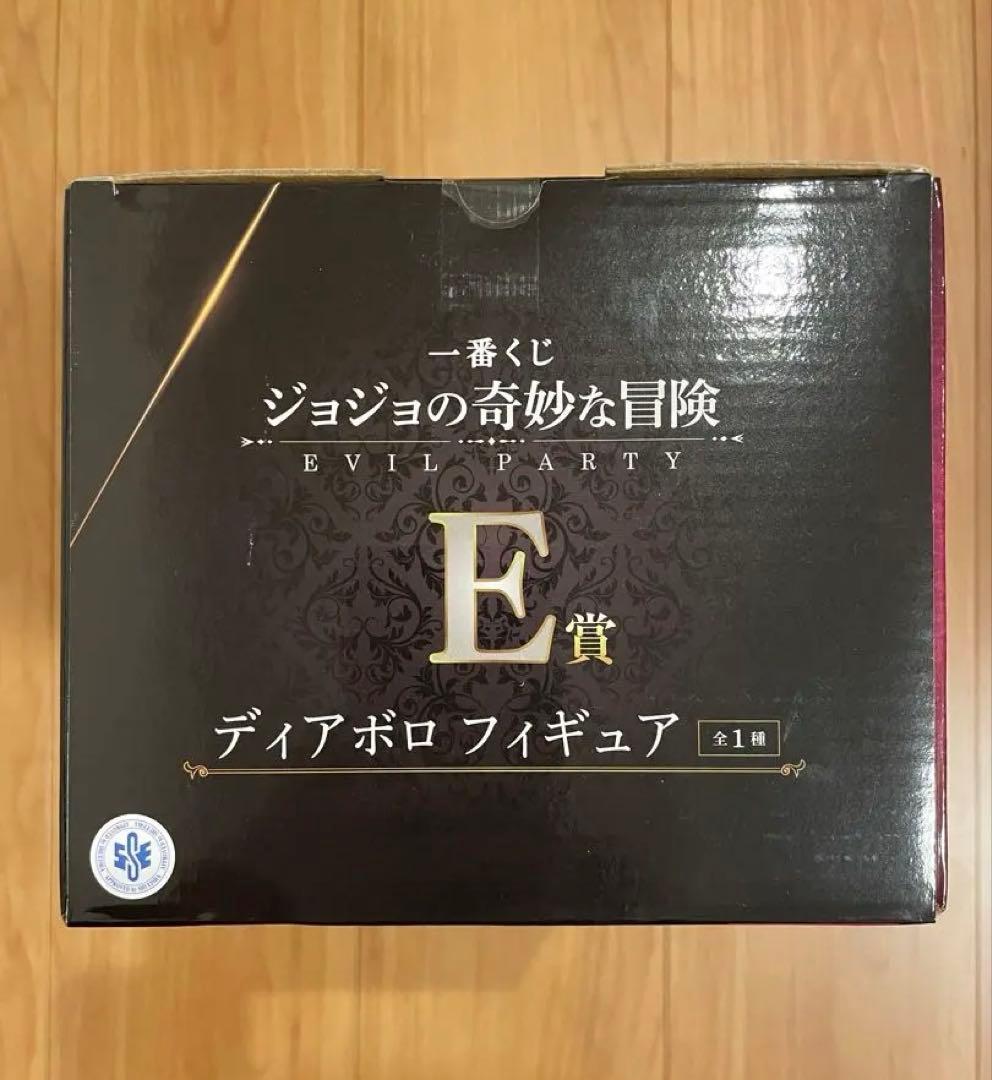 一番くじ
ジョジョの奇妙な冒険
EVIL PARTY
E賞
ディアボロ フィギュア 全1種